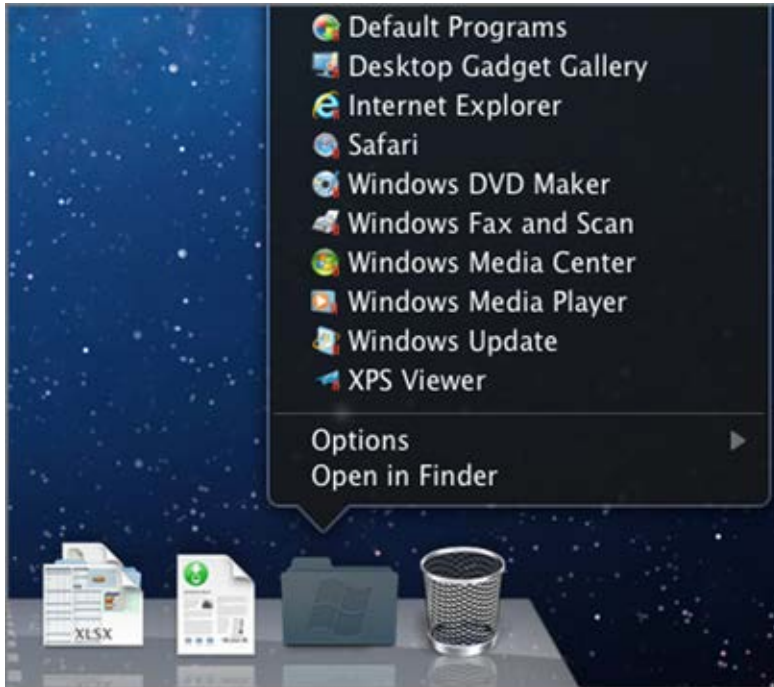 Default Programs
Desktop Gadget Gallery
Internet Explorer
Safari
Windows DVD Maker
Windows Fax and Scan
Windows Media Center
Windows Media Player
Windows Update
XPS Viewer
Options
Open in Finder
XLSX